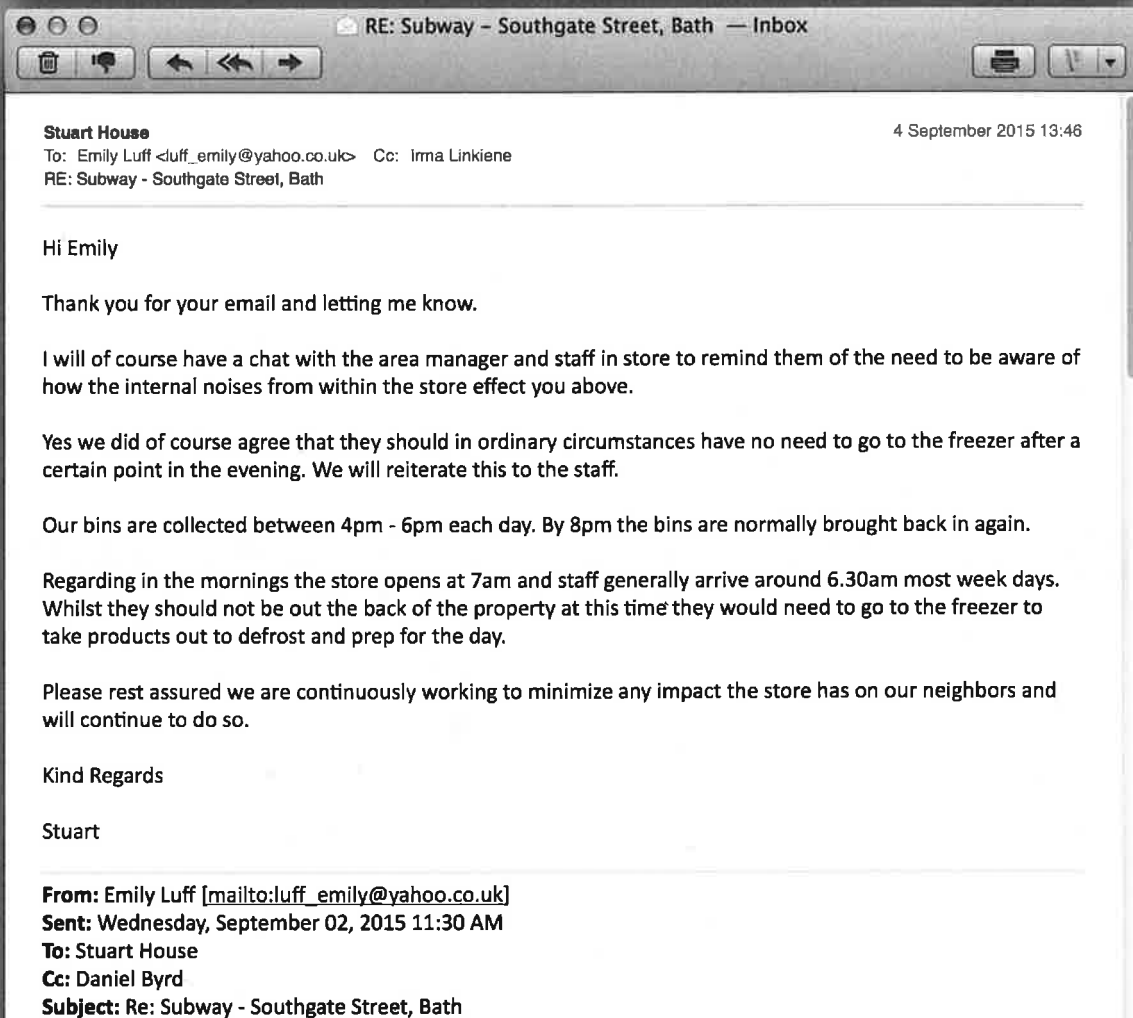 RE: Subway – Southgate Street, Bath — Inbox
Stuart House
4 September 2015 13:46
To: Emily Luff <luff_emily@yahoo.co.uk> Cc: Irma Linkiene
RE: Subway - Southgate Street, Bath
Hi Emily
Thank you for your email and letting me know.
I will of course have a chat with the area manager and staff in store to remind them of the need to be aware of
how the internal noises from within the store effect you above.
Yes we did of course agree that they should in ordinary circumstances have no need to go to the freezer after a
certain point in the evening. We will reiterate this to the staff.
Our bins are collected between 4pm - 6pm each day. By 8pm the bins are normally brought back in again.
Regarding in the mornings the store opens at 7am and staff generally arrive around 6.30am most week days.
Whilst they should not be out the back of the property at this time they would need to go to the freezer to
take products out to defrost and prep for the day.
Please rest assured we are continuously working to minimize any impact the store has on our neighbors and
will continue to do so.
Kind Regards
Stuart
From: Emily Luff [mailto:luff_emily@yahoo.co.uk]
Sent: Wednesday, September 02, 2015 11:30 AM
To: Stuart House
Cc: Daniel Byrd
Subject: Re: Subway - Southgate Street, Bath